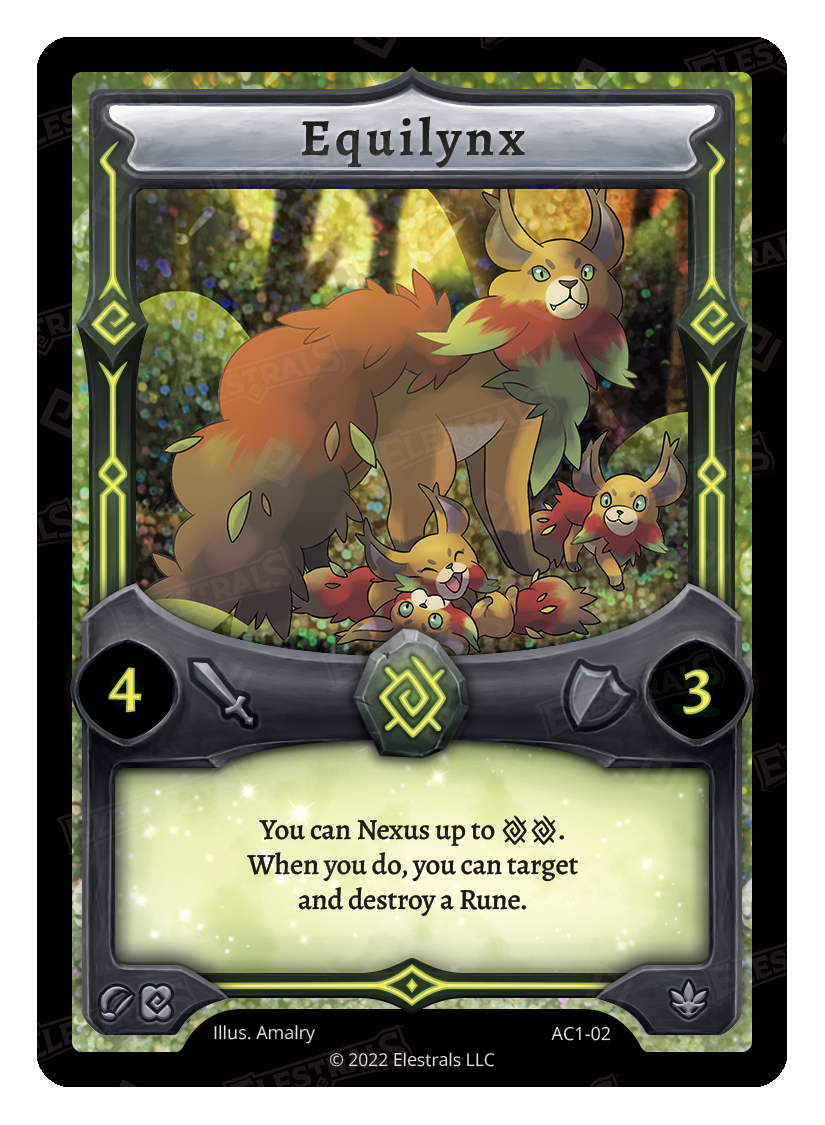 Equilynx
4
3
You can Nexus up to
.
When you do, you can target
and destroy a Rune.
Illus. Amalry
AC1-02
© 2022 Elestrals LLC
ELESTRALS